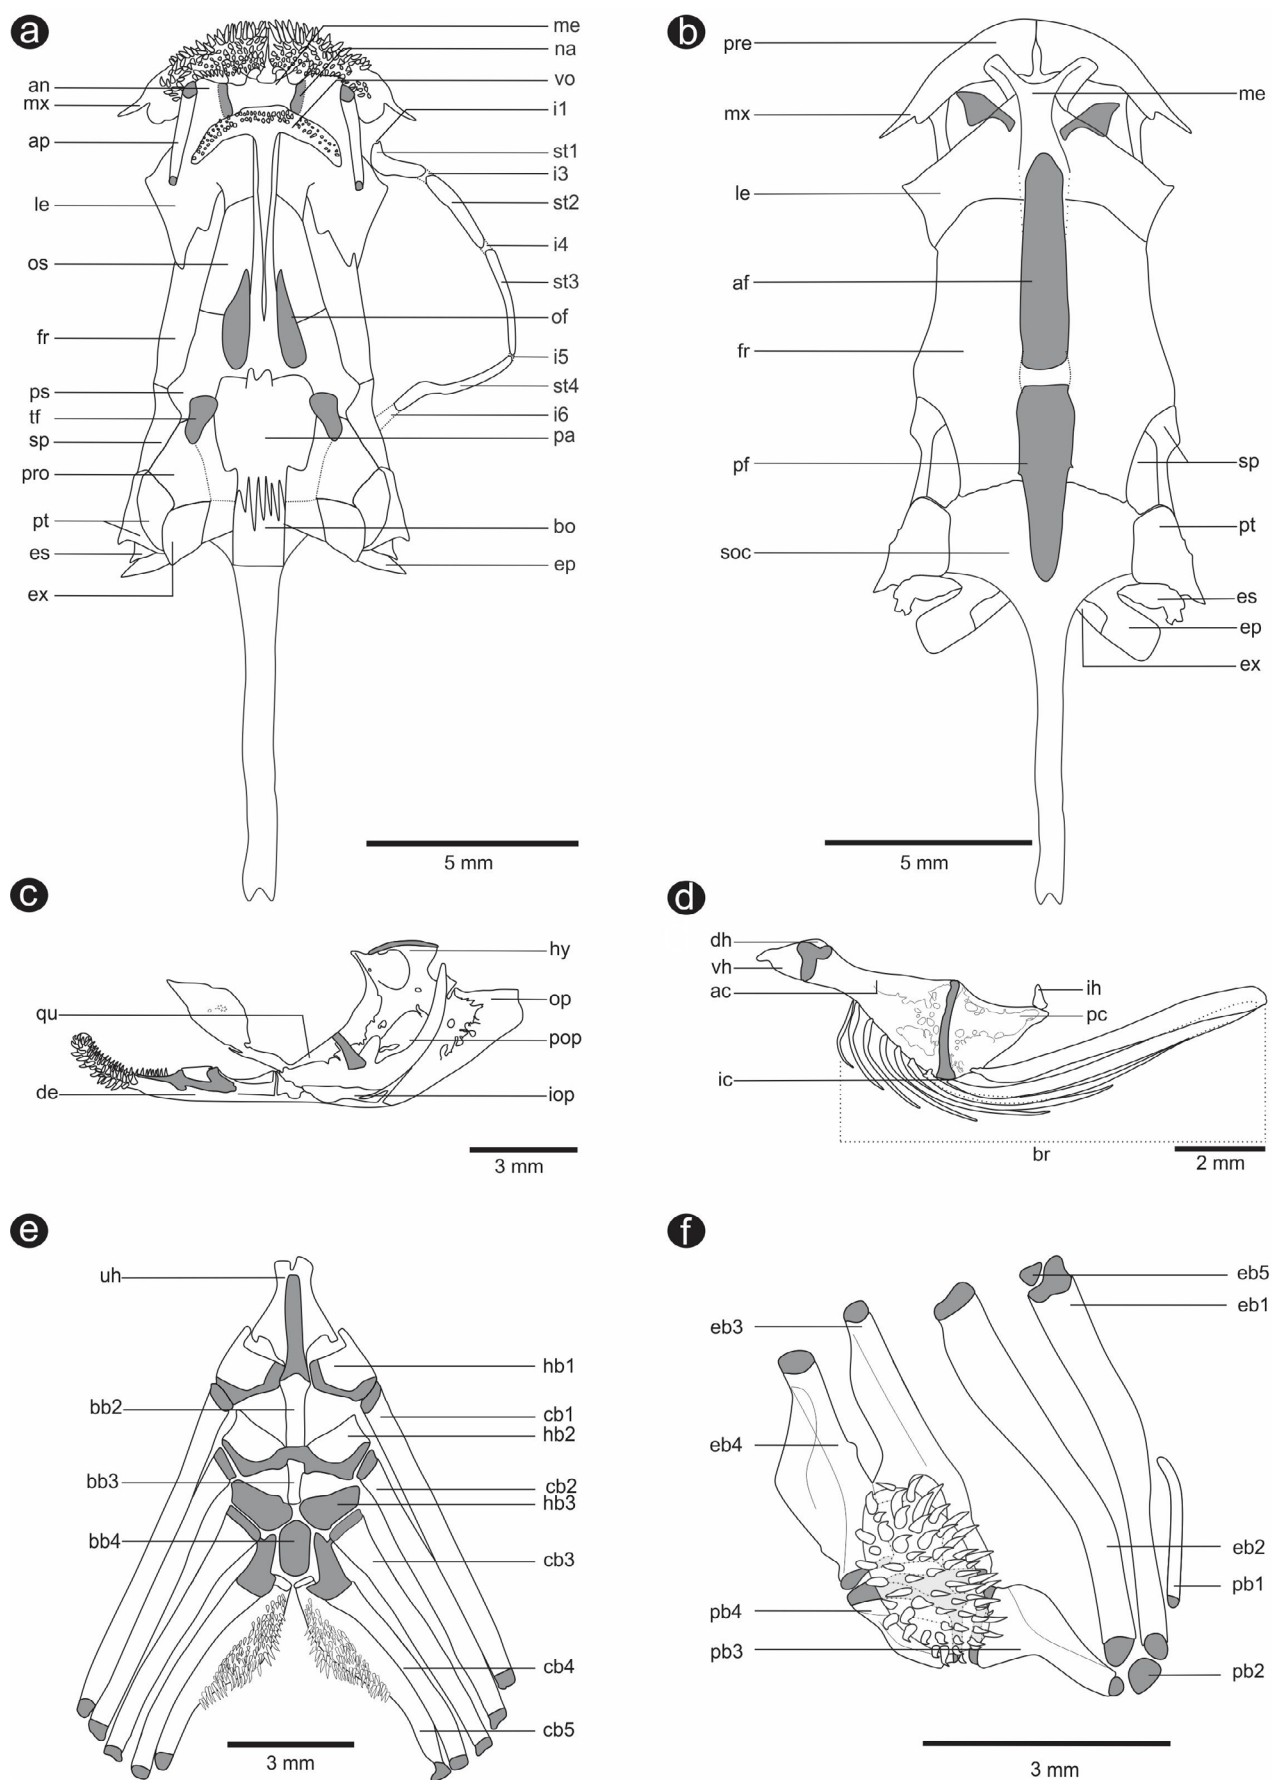 a
an
mx
ap
le
os
fr
ps
tf
sp
pro
pt
es
ex
me
na
vo
i1
st1
i3
st2
i4
st3
of
i5
st4
i6
pa
bo
ep
5 mm
b
pre
mx
le
af
fr
pf
soc
me
sp
pt
es
ep
ex
5 mm
c
qu
de
hy
op
pop
iop
3 mm
d
dh
vh
ac
ic
ih
pc
br
2 mm
e
uh
bb2
bb3
bb4
hb1
cb1
hb2
cb2
hb3
cb3
cb4
cb5
3 mm
f
eb3
eb4
pb4
pb3
eb5
eb1
eb2
pb1
pb2
3 mm